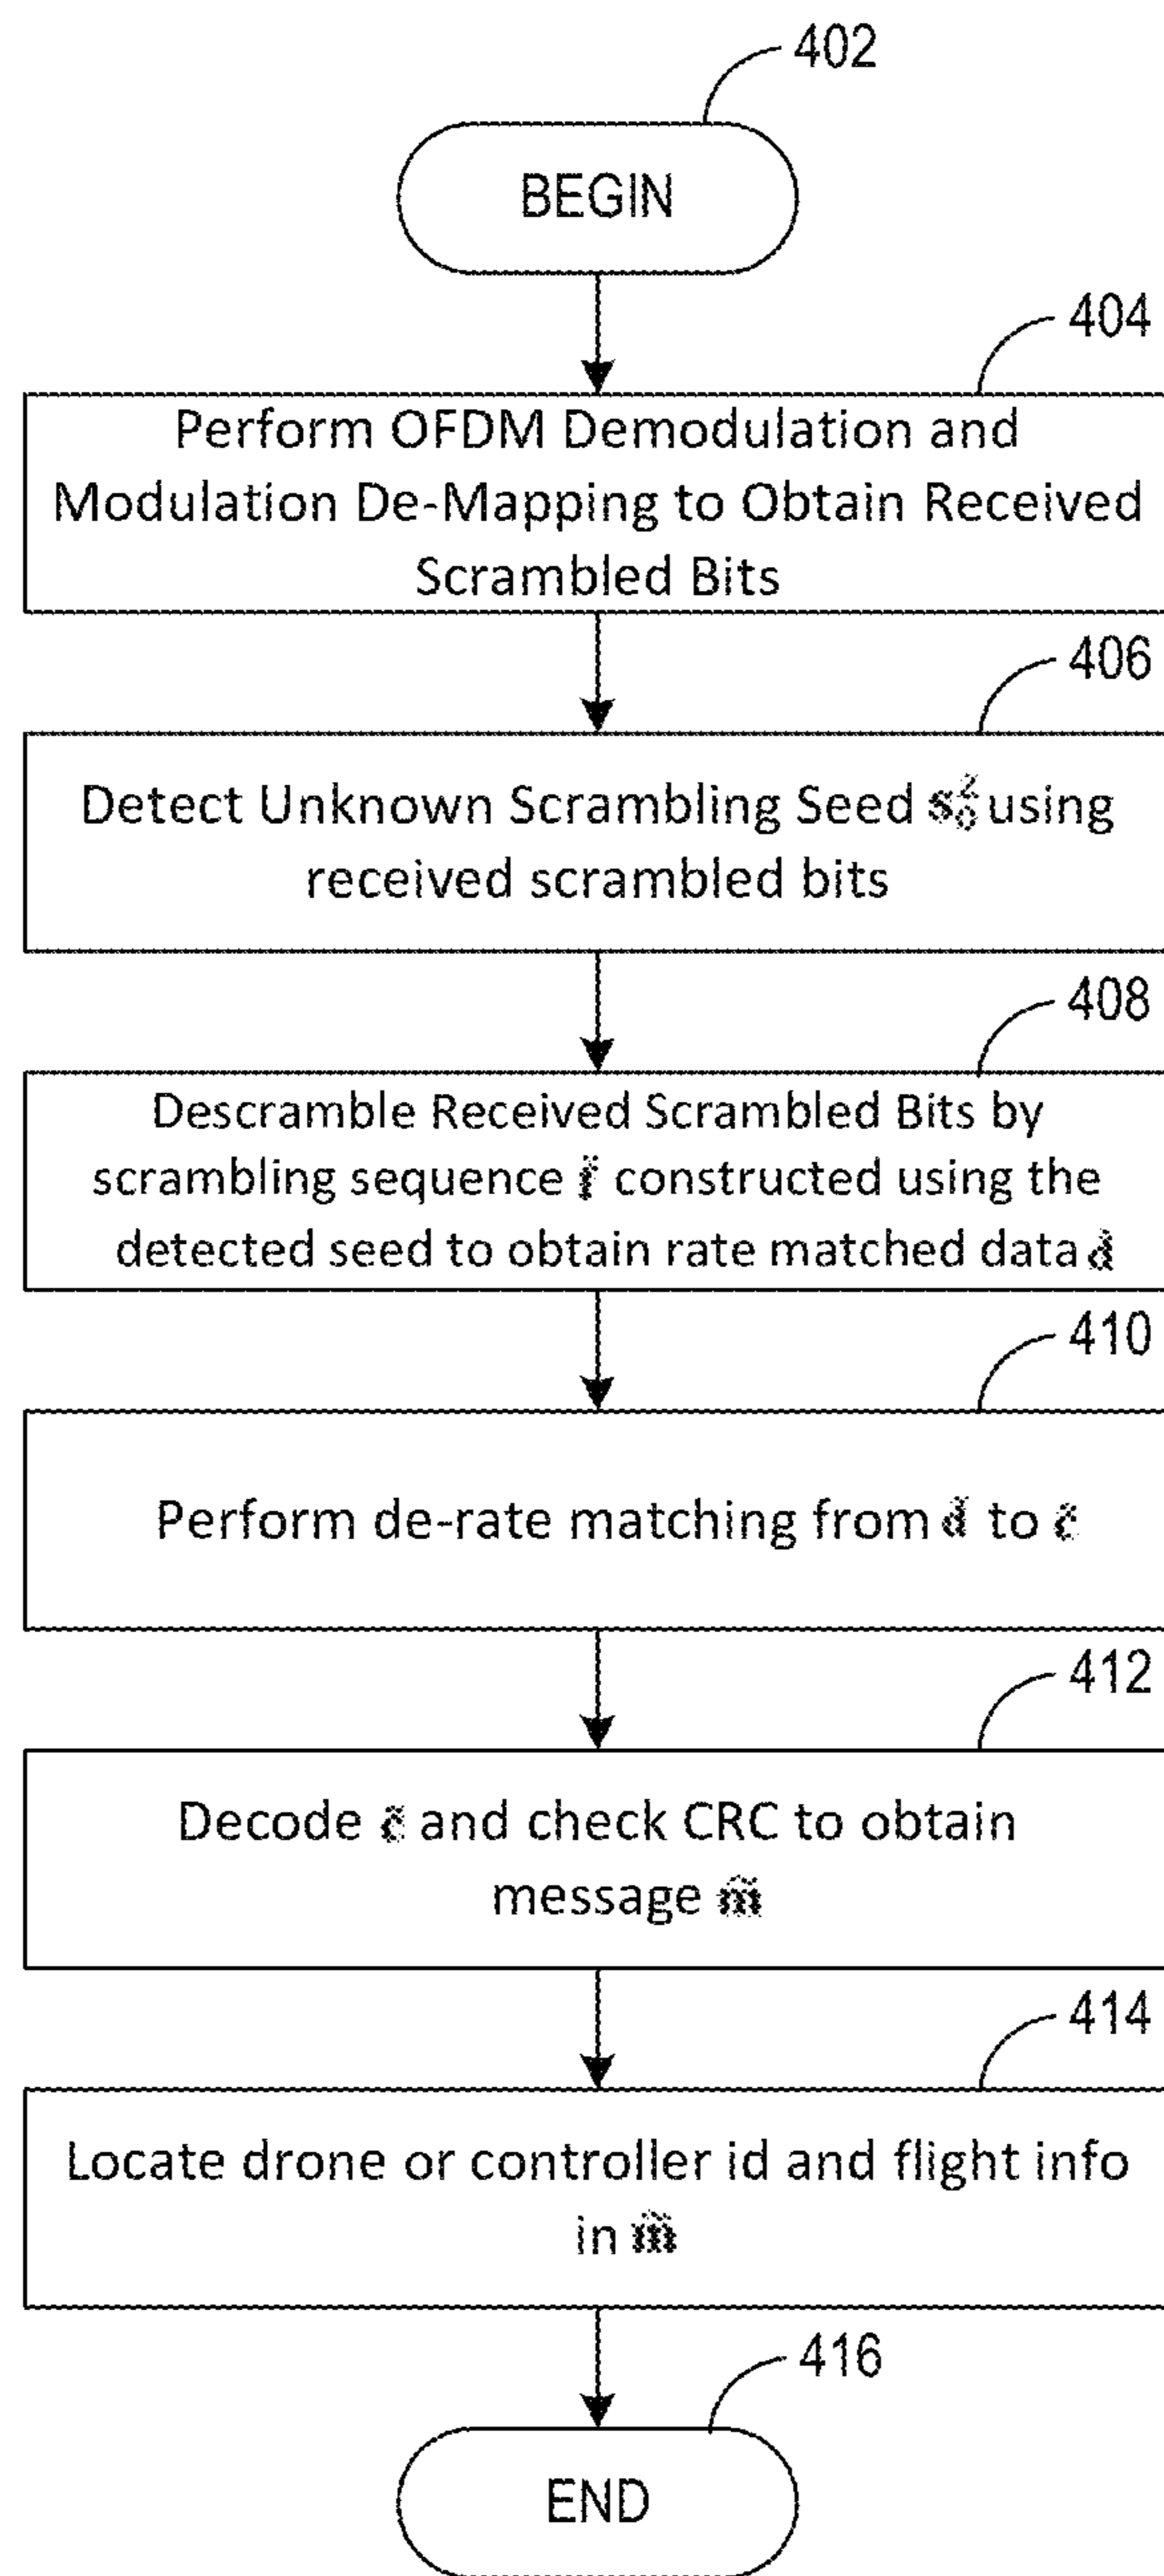 402
BEGIN
404
Perform OFDM Demodulation and
Modulation De-Mapping to Obtain Received
Scrambled Bits
406
Detect Unknown Scrambling Seed using
received scrambled bits
408
Descramble Received Scrambled Bits by
scrambling sequence constructed using the
detected seed to obtain rate matched data
410
Perform de-rate matching from to
412
Decode and check CRC to obtain
message m̃
414
Locate drone or controller id and flight info
in m̃
416
END